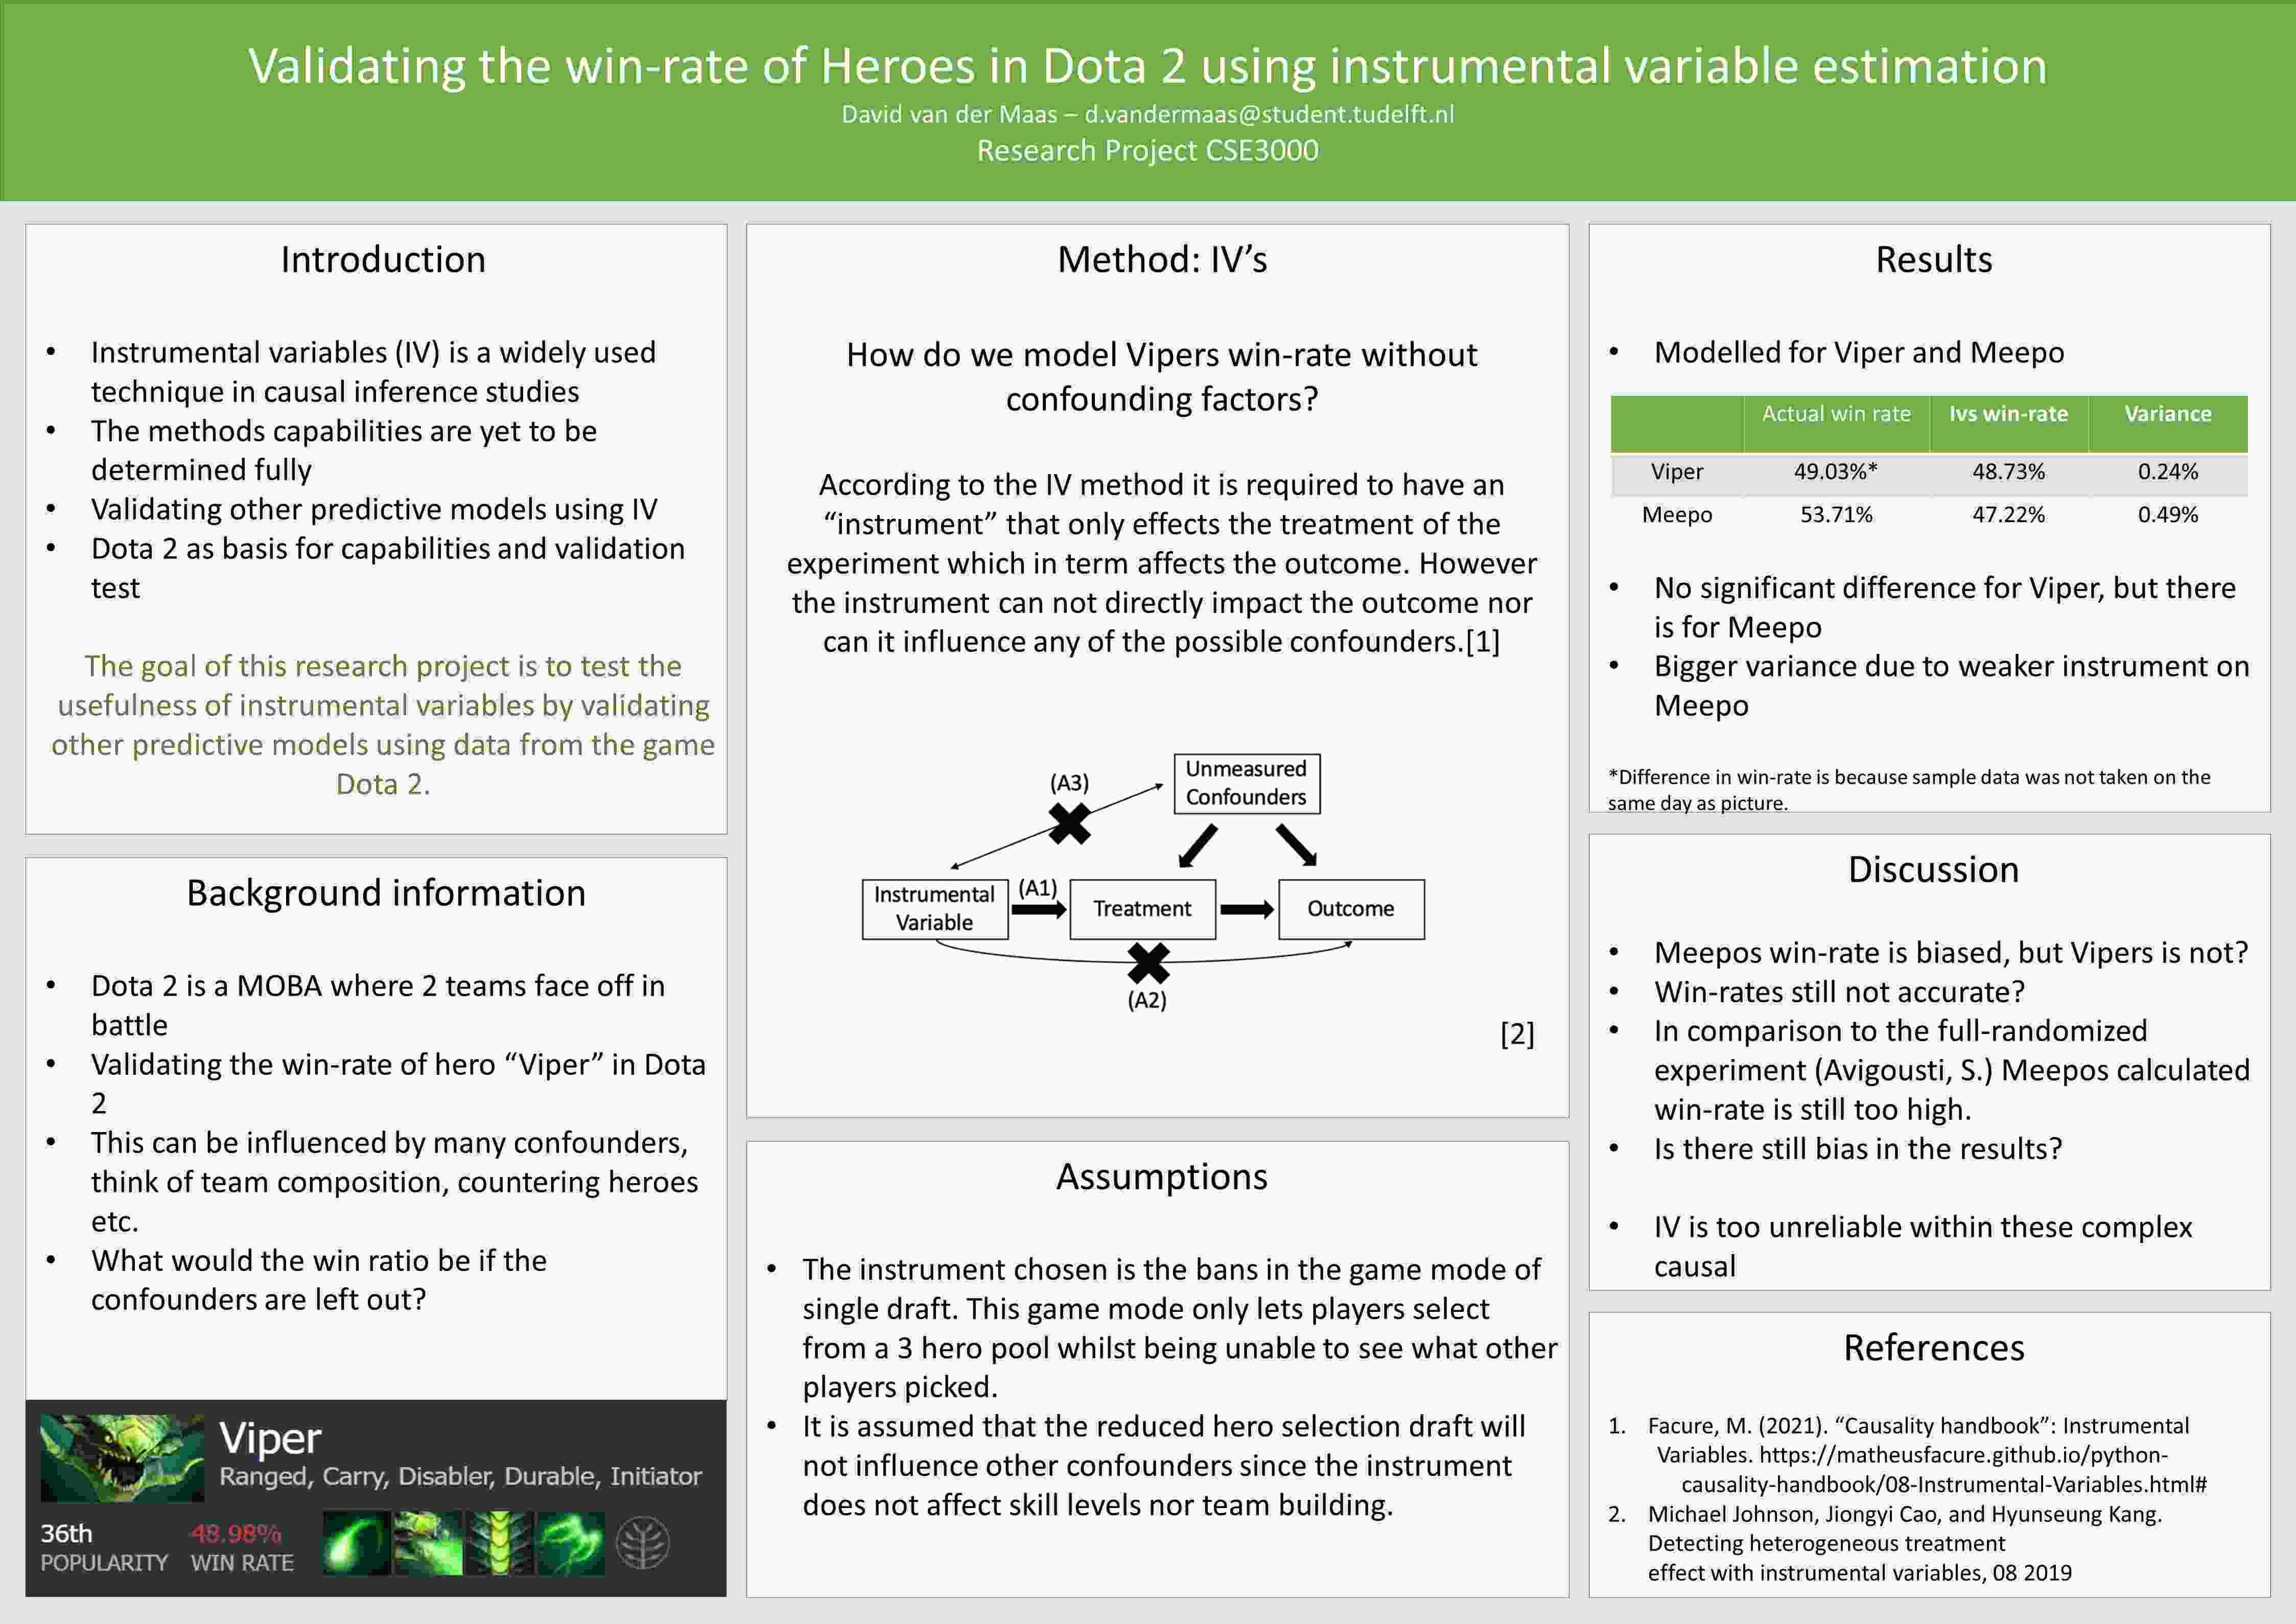 Validating the win-rate of Heroes in Dota 2 using instrumental variable estimation
David van der Maas – d.vandermaas@student.tudelft.nl
Research Project CSE3000
Introduction
• Instrumental variables (IV) is a widely used
technique in causal inference studies
• The methods capabilities are yet to be
determined fully
• Validating other predictive models using IV
• Dota 2 as basis for capabilities and validation
test
The goal of this research project is to test the
usefulness of instrumental variables by validating
other predictive models using data from the game
Dota 2.
Background information
• Dota 2 is a MOBA where 2 teams face off in
battle
• Validating the win-rate of hero “Viper” in Dota
2
• This can be influenced by many confounders,
think of team composition, countering heroes
etc.
• What would the win ratio be if the
confounders are left out?
Viper
Ranged, Carry, Disabler, Durable, Initiator
36th 48.98%
POPULARITY WIN RATE
Method: IV’s
How do we model Vipers win-rate without
confounding factors?
According to the IV method it is required to have an
“instrument” that only effects the treatment of the
experiment which in term affects the outcome. However
the instrument can not directly impact the outcome nor
can it influence any of the possible confounders.[1]
Unmeasured
Confounders
(A3)
Instrumental
Variable
(A1)
Treatment
Outcome
(A2)
[2]
Assumptions
• The instrument chosen is the bans in the game mode of
single draft. This game mode only lets players select
from a 3 hero pool whilst being unable to see what other
players picked.
• It is assumed that the reduced hero selection draft will
not influence other confounders since the instrument
does not affect skill levels nor team building.
Results
• Modelled for Viper and Meepo
Actual win rate Ivs win-rate Variance
Viper 49.03%* 48.73% 0.24%
Meepo 53.71% 47.22% 0.49%
• No significant difference for Viper, but there
is for Meepo
• Bigger variance due to weaker instrument on
Meepo
*Difference in win-rate is because sample data was not taken on the
same day as picture.
Discussion
• Meepos win-rate is biased, but Vipers is not?
• Win-rates still not accurate?
• In comparison to the full-randomized
experiment (Avigousti, S.) Meepos calculated
win-rate is still too high.
• Is there still bias in the results?
• IV is too unreliable within these complex
causal
References
1. Facure, M. (2021). “Causality handbook”: Instrumental
Variables. https://matheusfacure.github.io/python-
causality-handbook/08-Instrumental-Variables.html#
2. Michael Johnson, Jiongyi Cao, and Hyunseung Kang.
Detecting heterogeneous treatment
effect with instrumental variables, 08 2019